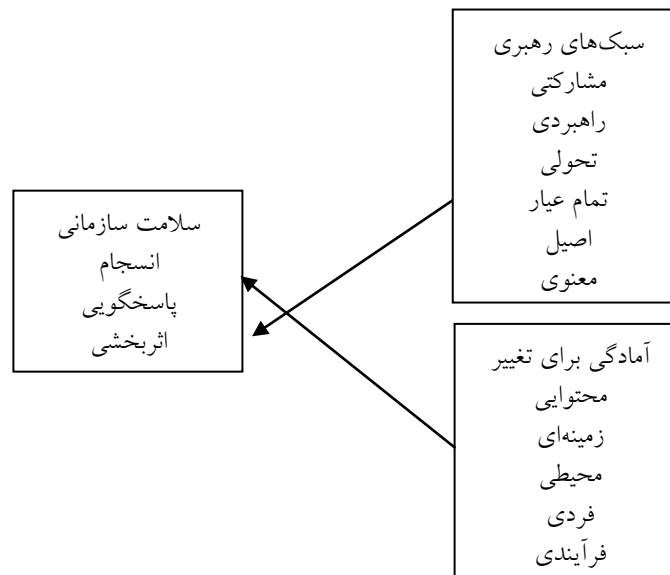 سبک‌های رهبری
مشارکتی
راهبردی
تحولی
تمام عیار
اصیل
معنوی
سلامت سازمانی
انسجام
پاسخگویی
اثربخشی
آمادگی برای تغییر
محتوایی
زمینه‌ای
محیطی
فردی
فرآیندی